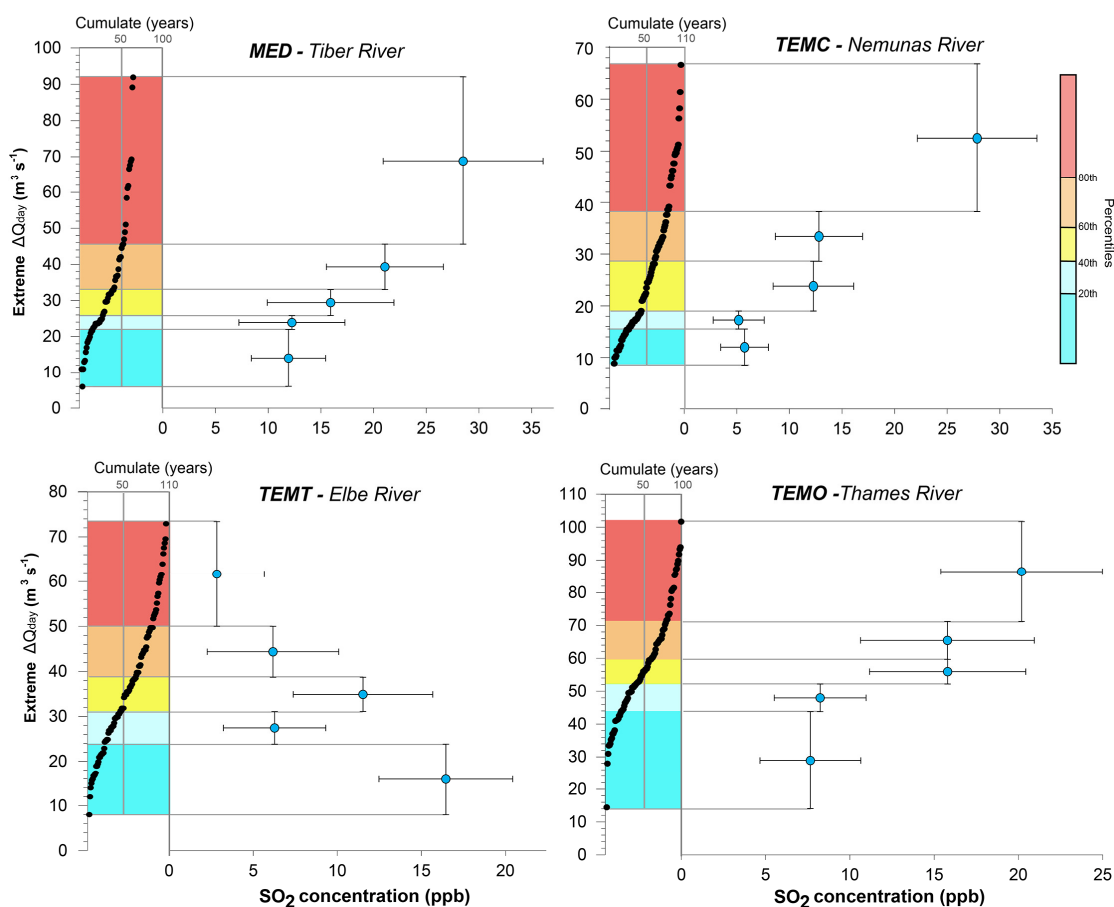 Cumulate (years)
50 100
MED - Tiber River
100
90
80
70
60
50
40
30
20
10
0
Extreme ΔQday (m³ s⁻¹)
0 5 10 15 20 25 30 35
Cumulate (years)
50 110
TEMC - Nemunas River
70
60
50
40
30
20
10
0
0 5 10 15 20 25 30 35
80th
60th
40th
20th
Percentiles
Cumulate (years)
50 110
TEMT - Elbe River
80
70
60
50
40
30
20
10
0
Extreme ΔQday (m³ s⁻¹)
0 5 10 15 20
SO₂ concentration (ppb)
Cumulate (years)
50 100
TEMO -Thames River
110
100
90
80
70
60
50
40
30
20
10
0
0 5 10 15 20 25
SO₂ concentration (ppb)